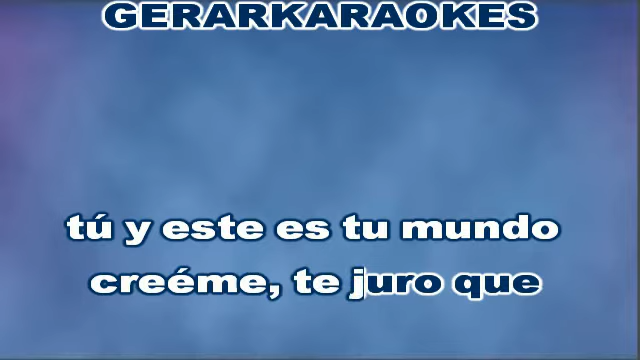 GERARKARAOKES
tú y este es tu mundo
creéme, te juro que